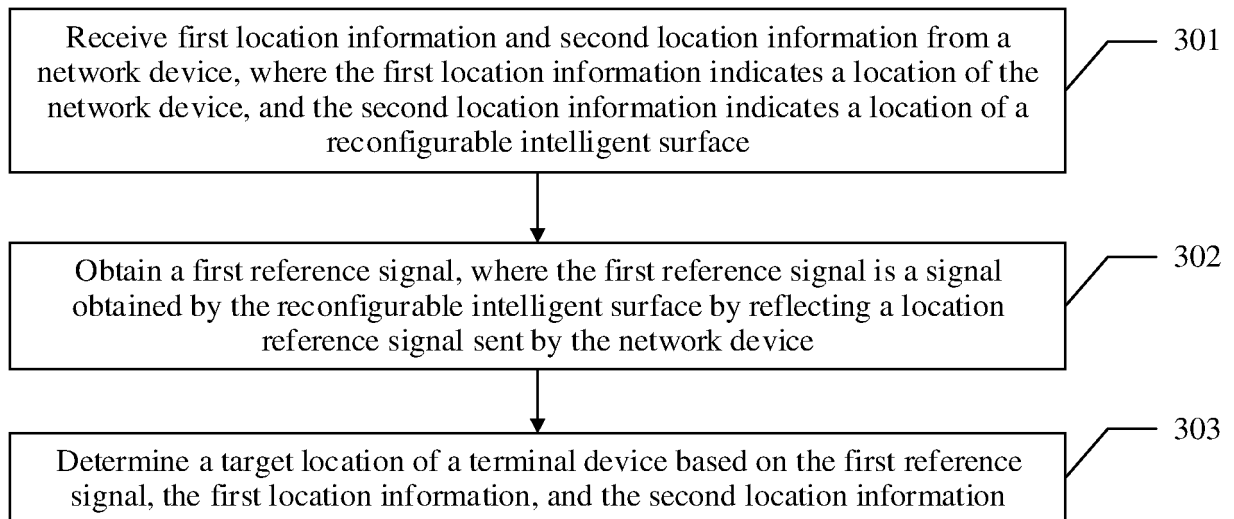 Receive first location information and second location information from a
network device, where the first location information indicates a location of the
network device, and the second location information indicates a location of a
reconfigurable intelligent surface
301
Obtain a first reference signal, where the first reference signal is a signal
obtained by the reconfigurable intelligent surface by reflecting a location
reference signal sent by the network device
302
Determine a target location of a terminal device based on the first reference
signal, the first location information, and the second location information
303